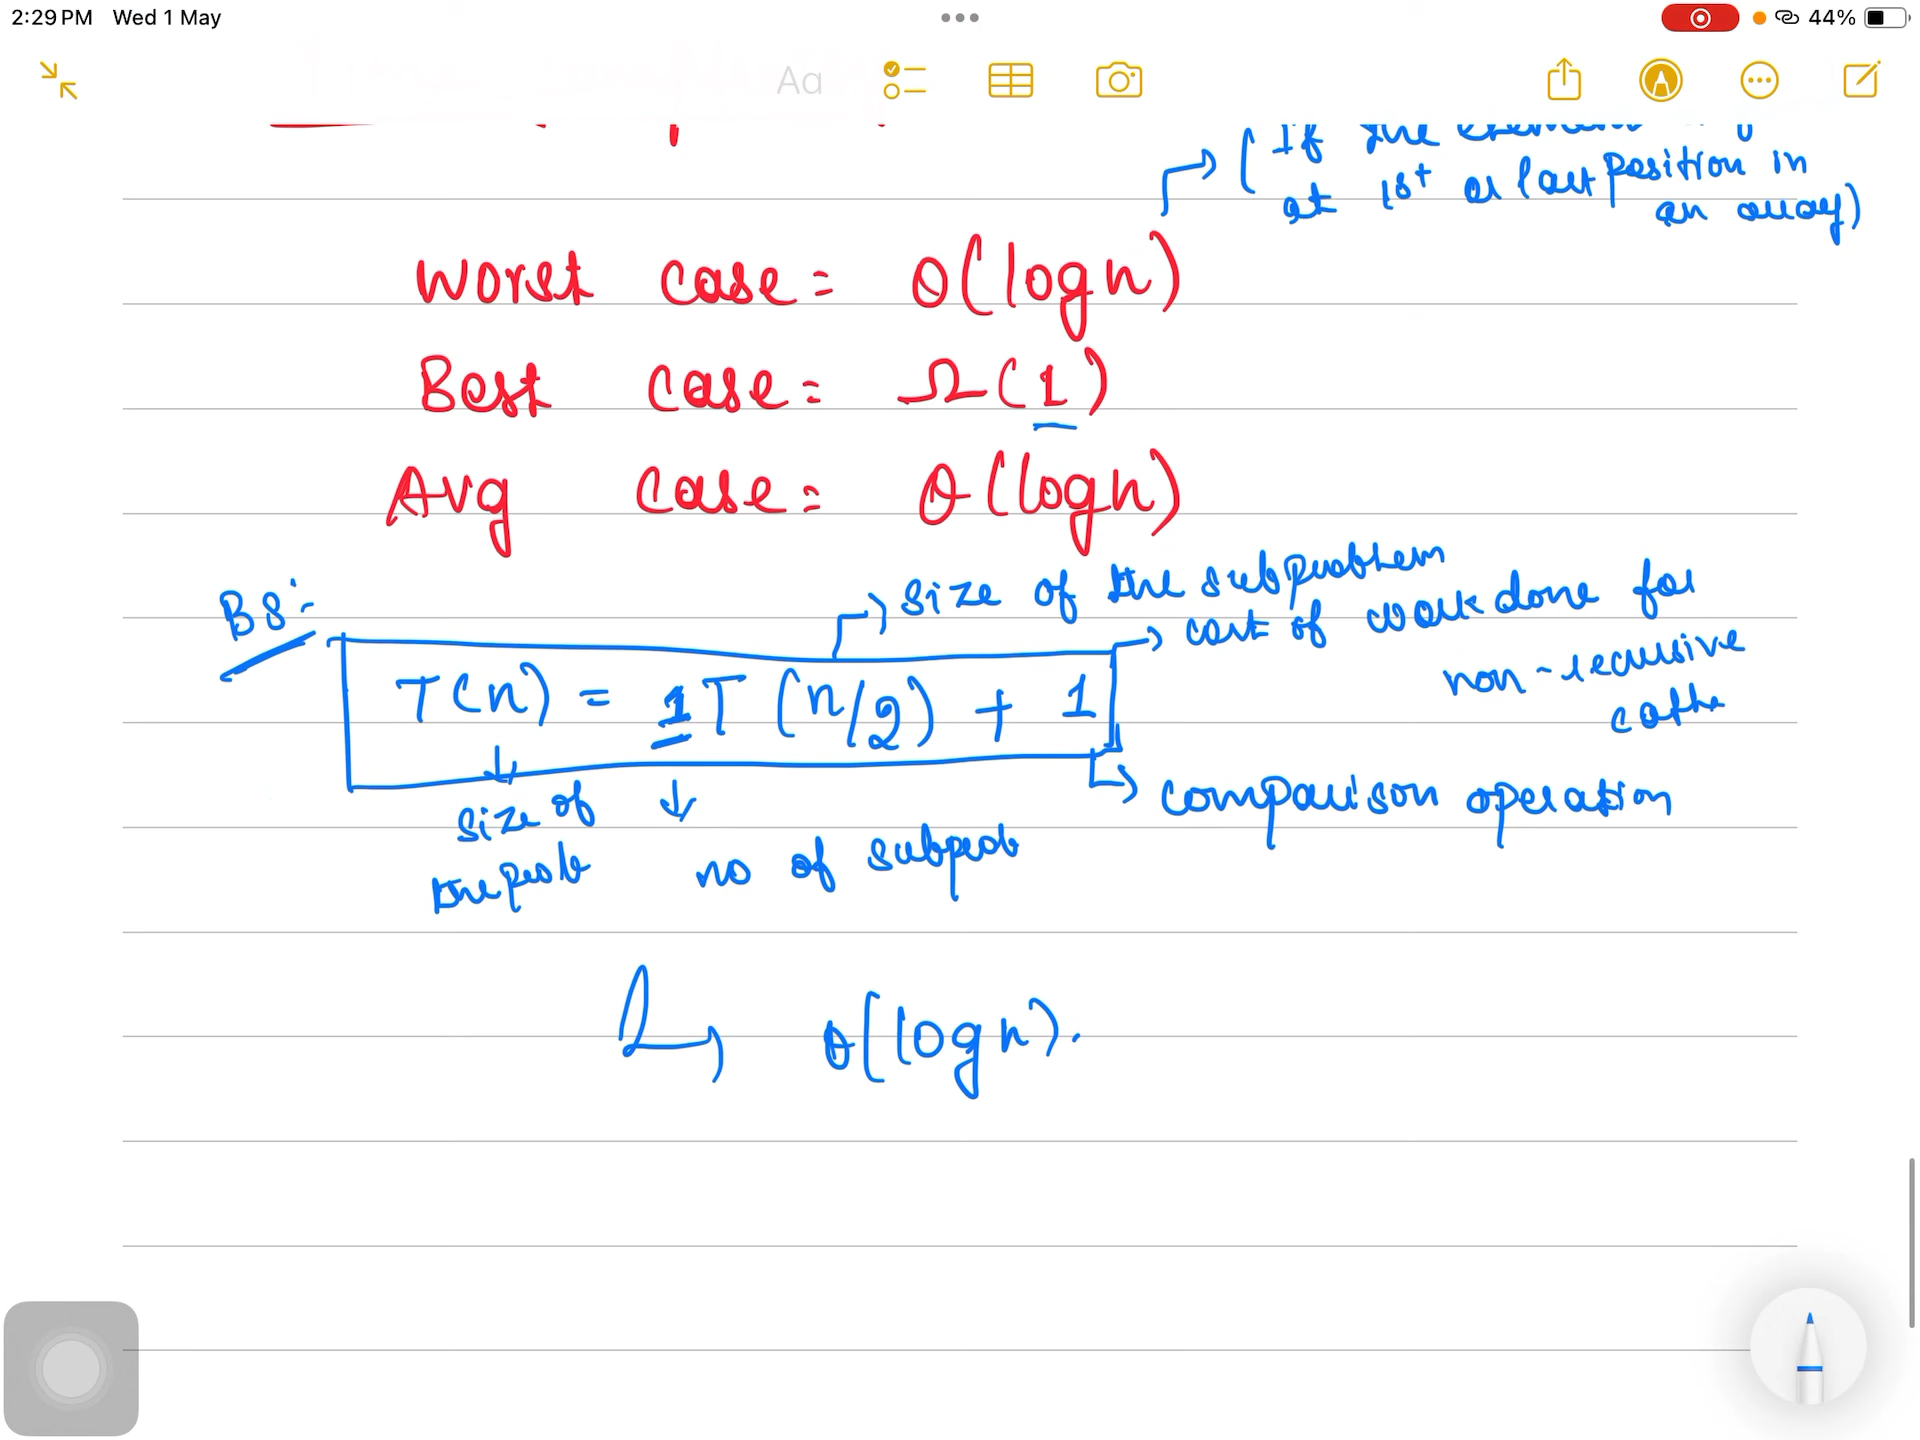 2:29 PM Wed 1 May
44%
Aa
(If the element
at 1st or last position in
an array)
Worst case = O(log n)
Best case = Ω(1)
Avg case = θ(log n)
BS:-
size of the subproblem
cost of work done for
non-recursive
T(n) = 1T(n/2) + 1
size of
the prob
no of subprob
comparison operation
θ(log n).